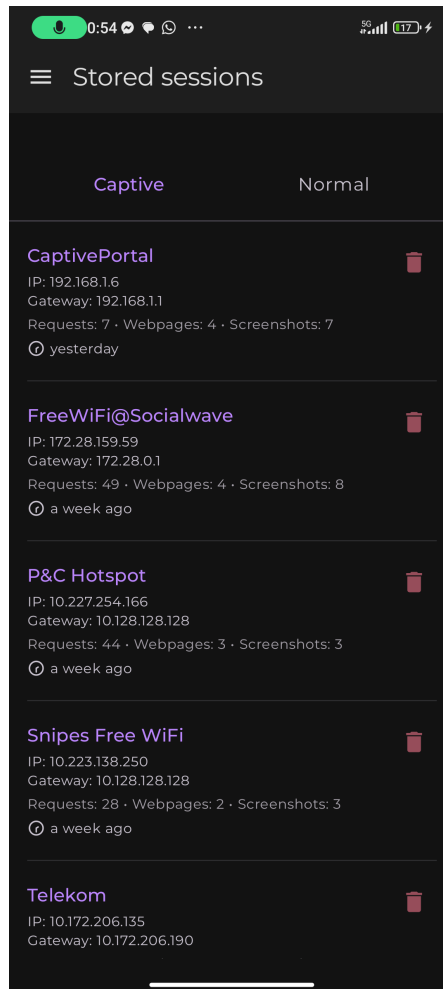 0:54 ... 5G 17
Stored sessions
Captive Normal
CaptivePortal
IP: 192.168.1.6
Gateway: 192.168.1.1
Requests: 7 • Webpages: 4 • Screenshots: 7
yesterday
FreeWiFi@Socialwave
IP: 172.28.159.59
Gateway: 172.28.0.1
Requests: 49 • Webpages: 4 • Screenshots: 8
a week ago
P&C Hotspot
IP: 10.227.254.166
Gateway: 10.128.128.128
Requests: 44 • Webpages: 3 • Screenshots: 3
a week ago
Snipes Free WiFi
IP: 10.223.138.250
Gateway: 10.128.128.128
Requests: 28 • Webpages: 2 • Screenshots: 3
a week ago
Telekom
IP: 10.172.206.135
Gateway: 10.172.206.190